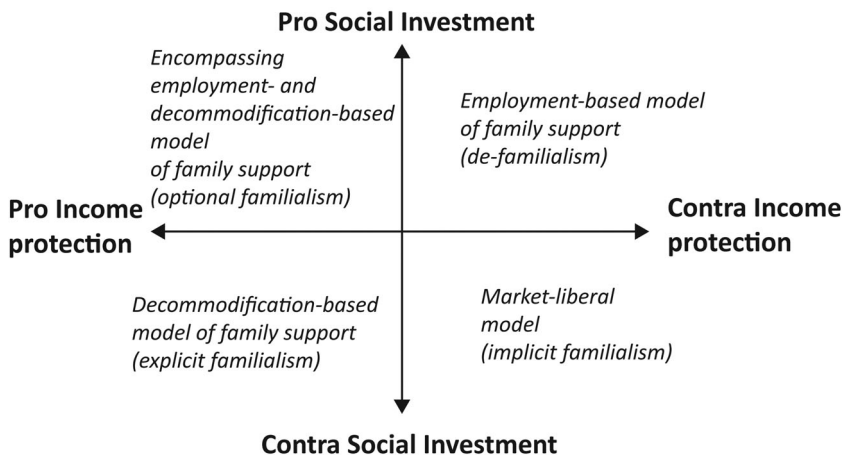 Pro Social Investment
Encompassing
employment- and
decommodification-based
model
of family support
(optional familialism)
Employment-based model
of family support
(de-familialism)
Pro Income
protection
Contra Income
protection
Decommodification-based
model of family support
(explicit familialism)
Market-liberal
model
(implicit familialism)
Contra Social Investment